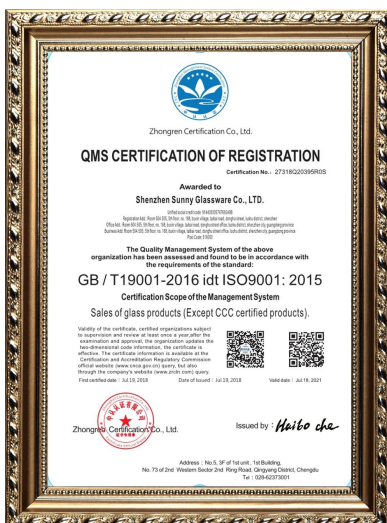 Zhongren Certification Co., Ltd.
QMS CERTIFICATION OF REGISTRATION
Certification No.: 27318Q20395R0S
Awarded to
Shenzhen Sunny Glassware Co., LTD.
The Quality Management System of the above
organization has been assessed and found to be in accordance with
the requirements of the standard:
GB / T19001-2016 idt ISO9001: 2015
Certification Scope of the Management System
Sales of glass products (Except CCC certified products).
Validity of the certificate, certified organizations subject
to supervision and review at least once a year after the
examination and approval, the organization updates the
two-dimensional code information, the certificate is
effective. The certificate information is available at the
Certification and Accreditation Regulatory Commission
official website (www.cnca.gov.cn) query, but also
through the company's website (www.zrcln.com) query.
First certified date : Jul.19, 2018 Date of Issued : Jul.19, 2018 Valid date : Jul.18, 2021
Zhongren Certification Co., Ltd.
Issued by : Haibo che
Address : No.5, 3F of 1st unit , 1st Building,
No. 73 of 2nd Western Sector 2nd Ring Road, Qingyang District, Chengdu
Tel : 028-62373001